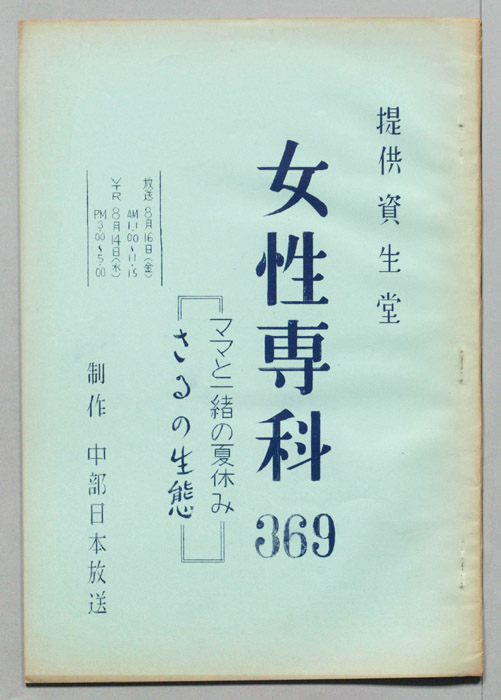 提供資生堂
女性専科
369
ママと一緒の夏休み
さるの生態
放送 8月16日(金)
AM 11:00~11:15
VTR 8月14日(水)
PM 3:00~5:00
制作 中部日本放送